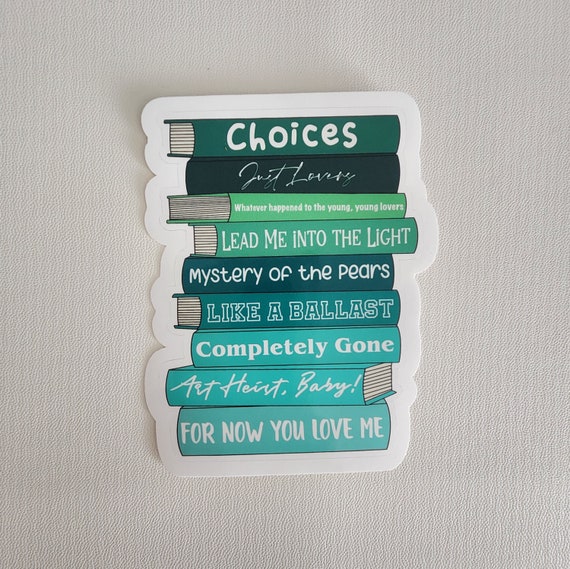 Choices
Just Lovers
Whatever happened to the young, young lovers
LEAD ME INTO THE LIGHT
Mystery of the Pears
LIKE A BALLAST
Completely Gone
Art Heist, Baby!
FOR NOW YOU LOVE ME